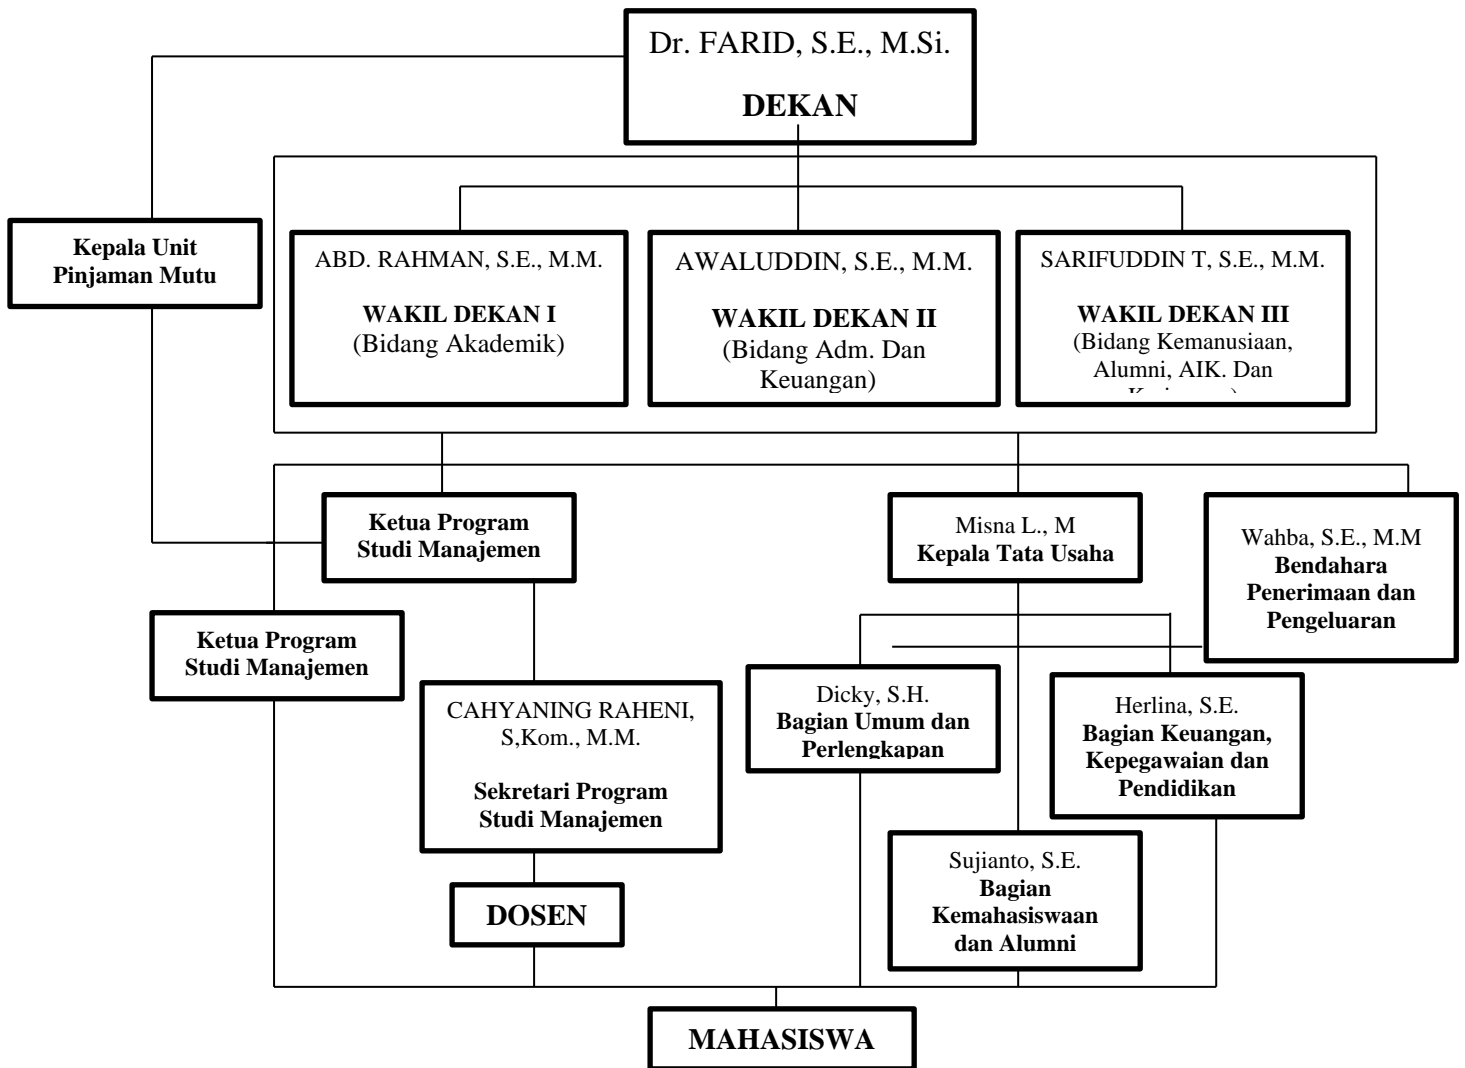 Dr. FARID, S.E., M.Si.
DEKAN
Kepala Unit
Pinjaman Mutu
ABD. RAHMAN, S.E., M.M.
WAKIL DEKAN I
(Bidang Akademik)
AWALUDDIN, S.E., M.M.
WAKIL DEKAN II
(Bidang Adm. Dan
Keuangan)
SARIFUDDIN T, S.E., M.M.
WAKIL DEKAN III
(Bidang Kemanusiaan,
Alumni, AIK. Dan
Ketua Program
Studi Manajemen
Misna L., M
Kepala Tata Usaha
Wahba, S.E., M.M
Bendahara
Penerimaan dan
Pengeluaran
Ketua Program
Studi Manajemen
CAHYANING RAHENI,
S,Kom., M.M.
Sekretari Program
Studi Manajemen
Dicky, S.H.
Bagian Umum dan
Perlengkapan
Herlina, S.E.
Bagian Keuangan,
Kepegawaian dan
Pendidikan
Sujianto, S.E.
Bagian
Kemahasiswaan
dan Alumni
DOSEN
MAHASISWA